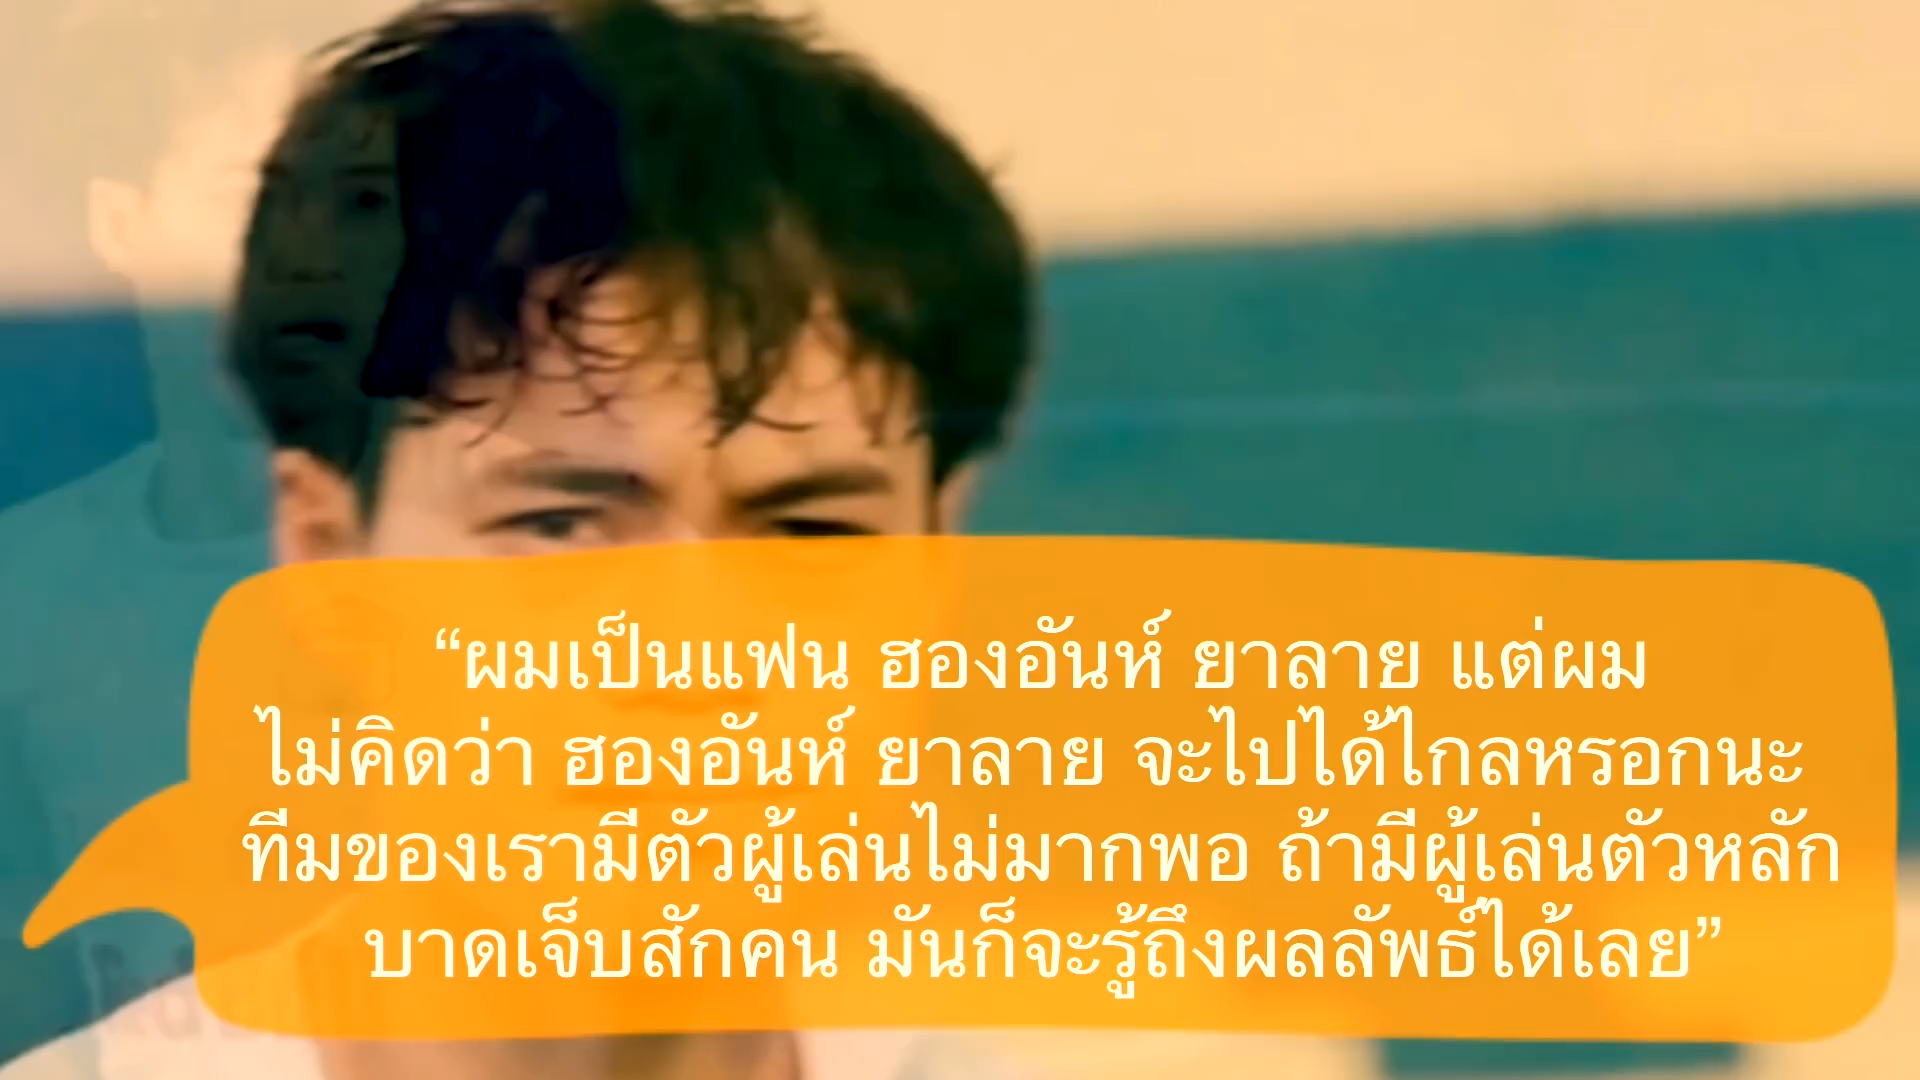 “ผมเป็นแฟน ฮองอันห์ ยาลาย แต่ผม
ไม่คิดว่า ฮองอันห์ ยาลาย จะไปได้ไกลหรอกนะ
ทีมของเรามีตัวผู้เล่นไม่มากพอ ถ้ามีผู้เล่นตัวหลัก
บาดเจ็บสักคน มันก็จะรู้ถึงผลลัพธ์ได้เลย”